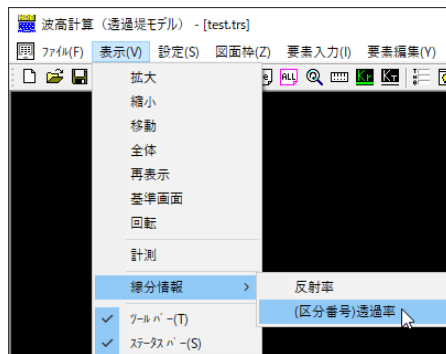 波高計算（透過堤モデル） - [test.trs]
ﾌｧｲﾙ(F) 表示(V) 設定(S) 図面枠(Z) 要素入力(I) 要素編集(Y)
ALL Kr KT
拡大
縮小
移動
全体
再表示
基準画面
回転
計測
線分情報 >
反射率
(区分番号)透過率
ﾂｰﾙ ﾊﾞｰ(T)
ｽﾃｰﾀｽ ﾊﾞｰ(S)